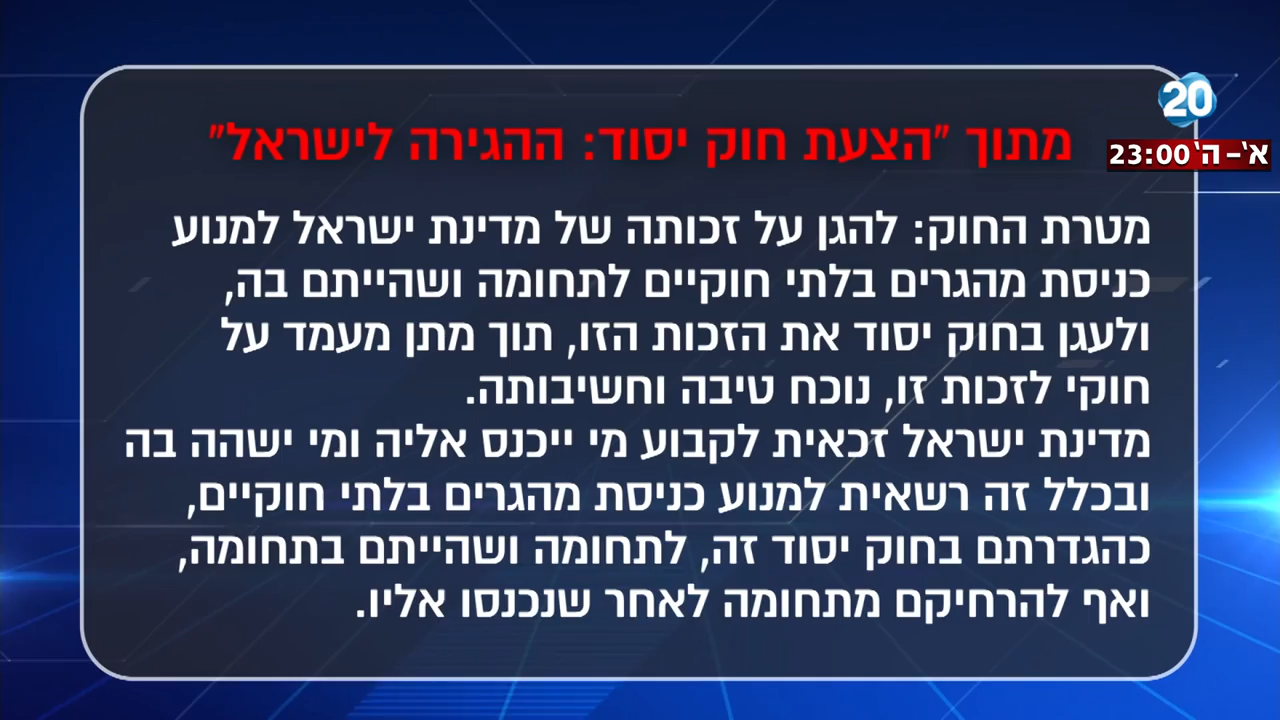 20
א'-ה' 23:00
מתוך "הצעת חוק יסוד: ההגירה לישראל"
מטרת החוק: להגן על זכותה של מדינת ישראל למנוע
כניסת מהגרים בלתי חוקיים לתחומה ושהייתם בה,
ולעגן בחוק יסוד את הזכות הזו, תוך מתן מעמד על
חוקי לזכות זו, נוכח טיבה וחשיבותה.
מדינת ישראל זכאית לקבוע מי ייכנס אליה ומי ישהה בה
ובכלל זה רשאית למנוע כניסת מהגרים בלתי חוקיים,
כהגדרתם בחוק יסוד זה, לתחומה ושהייתם בתחומה,
ואף להרחיקם מתחומה לאחר שנכנסו אליו.